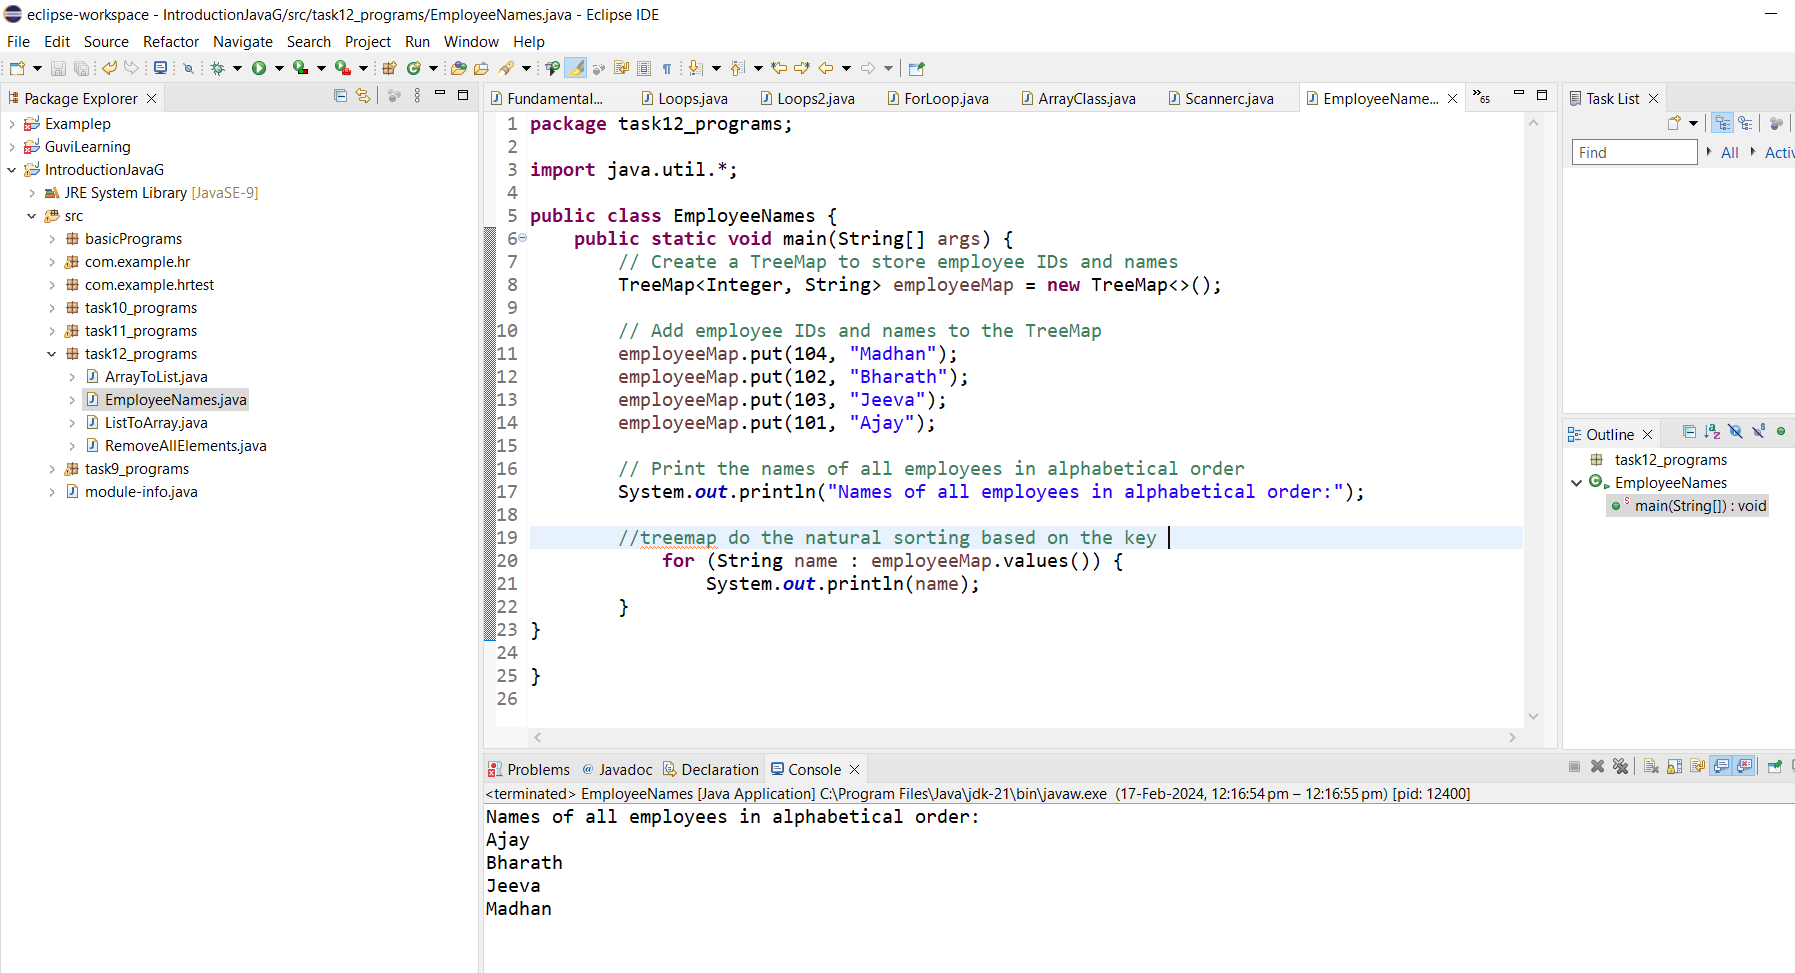 eclipse-workspace - IntroductionJavaG/src/task12_programs/EmployeeNames.java - Eclipse IDE
File Edit Source Refactor Navigate Search Project Run Window Help
Package Explorer
Examplep
GuviLearning
IntroductionJavaG
JRE System Library [JavaSE-9]
src
basicPrograms
com.example.hr
com.example.hrtest
task10_programs
task11_programs
task12_programs
ArrayToList.java
EmployeeNames.java
ListToArray.java
RemoveAllElements.java
task9_programs
module-info.java
Fundamental... Loops.java Loops2.java ForLoop.java ArrayClass.java Scannerc.java EmployeeName... 65
1 package task12_programs;
2
3 import java.util.*;
4
5 public class EmployeeNames {
6 public static void main(String[] args) {
7 // Create a TreeMap to store employee IDs and names
8 TreeMap<Integer, String> employeeMap = new TreeMap<>();
9
10 // Add employee IDs and names to the TreeMap
11 employeeMap.put(104, "Madhan");
12 employeeMap.put(102, "Bharath");
13 employeeMap.put(103, "Jeeva");
14 employeeMap.put(101, "Ajay");
15
16 // Print the names of all employees in alphabetical order
17 System.out.println("Names of all employees in alphabetical order:");
18
19 //treemap do the natural sorting based on the key
20 for (String name : employeeMap.values()) {
21 System.out.println(name);
22 }
23 }
24
25 }
26
Task List
Find All Activ
Outline
task12_programs
EmployeeNames
main(String[]) : void
Problems Javadoc Declaration Console
<terminated> EmployeeNames [Java Application] C:\Program Files\Java\jdk-21\bin\javaw.exe (17-Feb-2024, 12:16:54 pm – 12:16:55 pm) [pid: 12400]
Names of all employees in alphabetical order:
Ajay
Bharath
Jeeva
Madhan